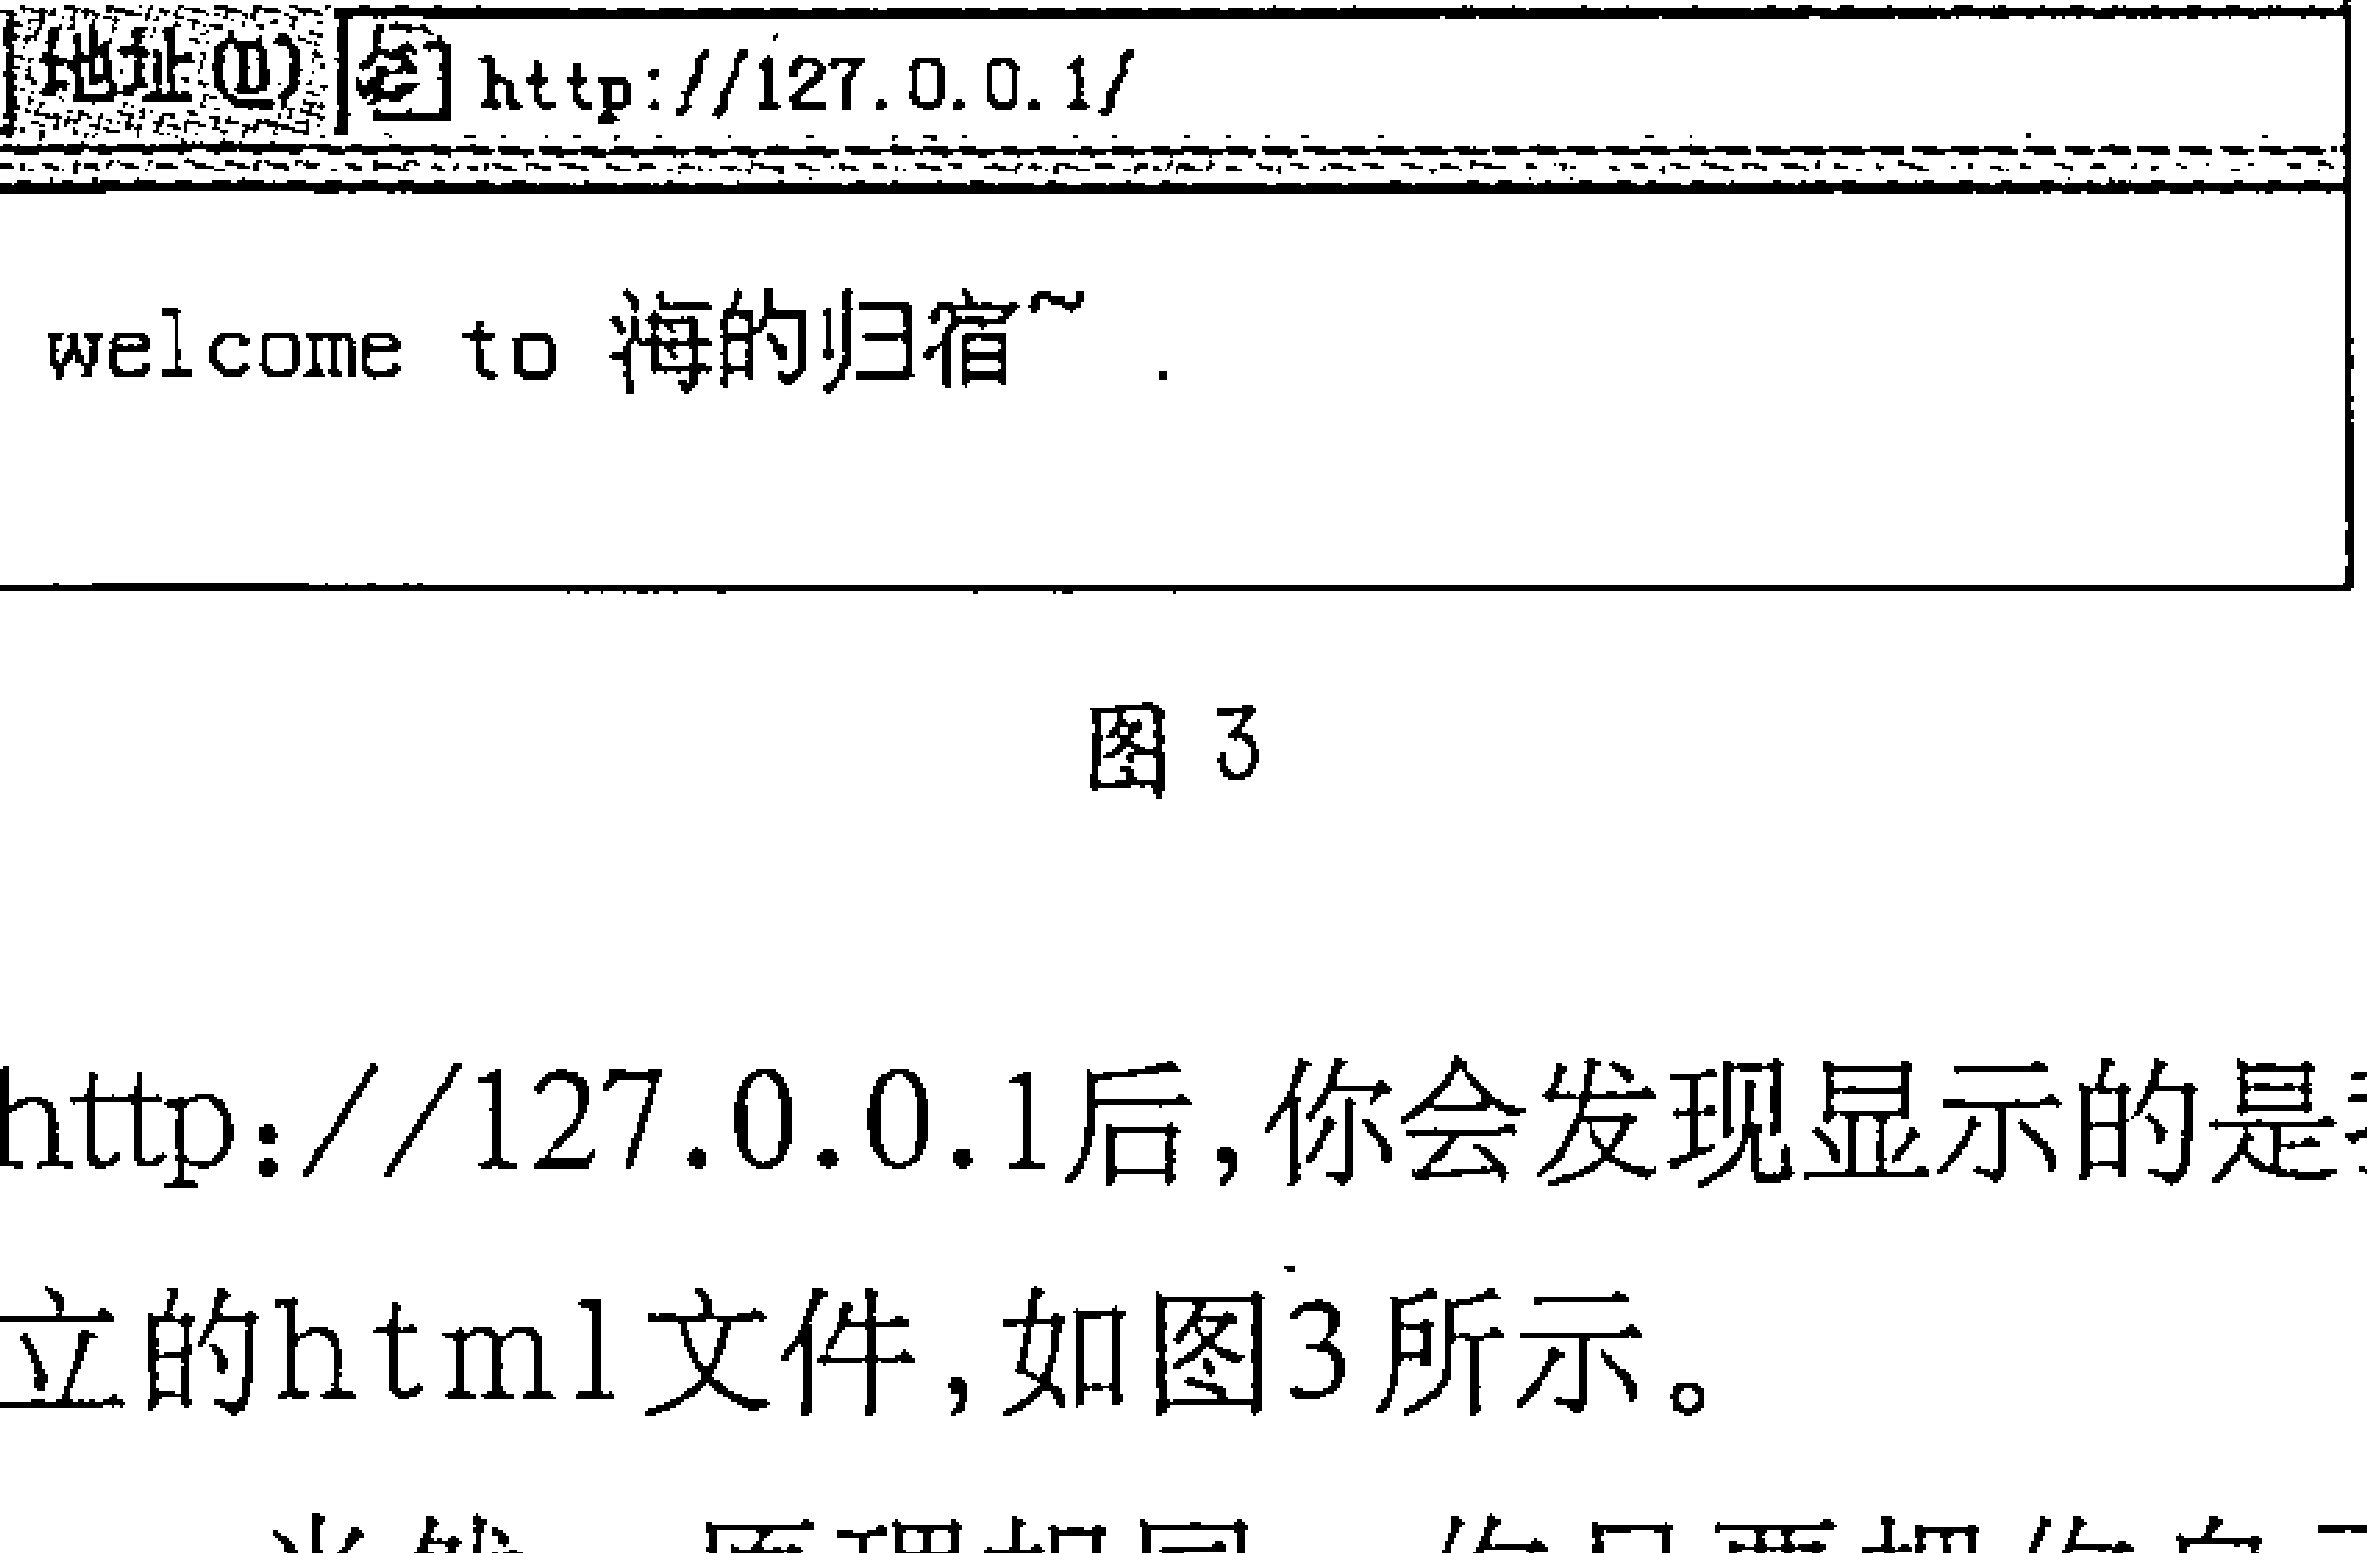 地址(D) http://127.0.0.1/
welcome to 海的归宿~ .
图 3
http://127.0.0.1后,你会发现显示的是
立的html文件,如图3所示。